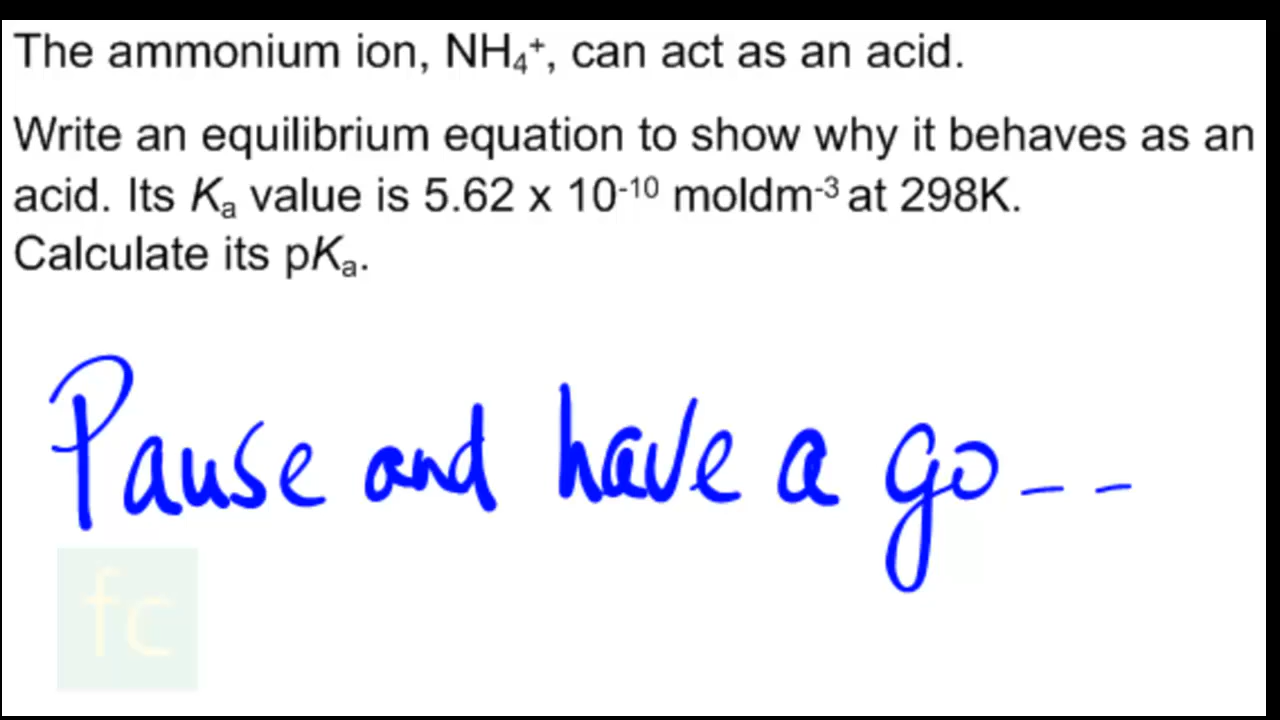 The ammonium ion, NH₄⁺, can act as an acid.
Write an equilibrium equation to show why it behaves as an
acid. Its Kₐ value is 5.62 x 10⁻¹⁰ moldm⁻³ at 298K.
Calculate its pKₐ.
Pause and have a go - -
fc